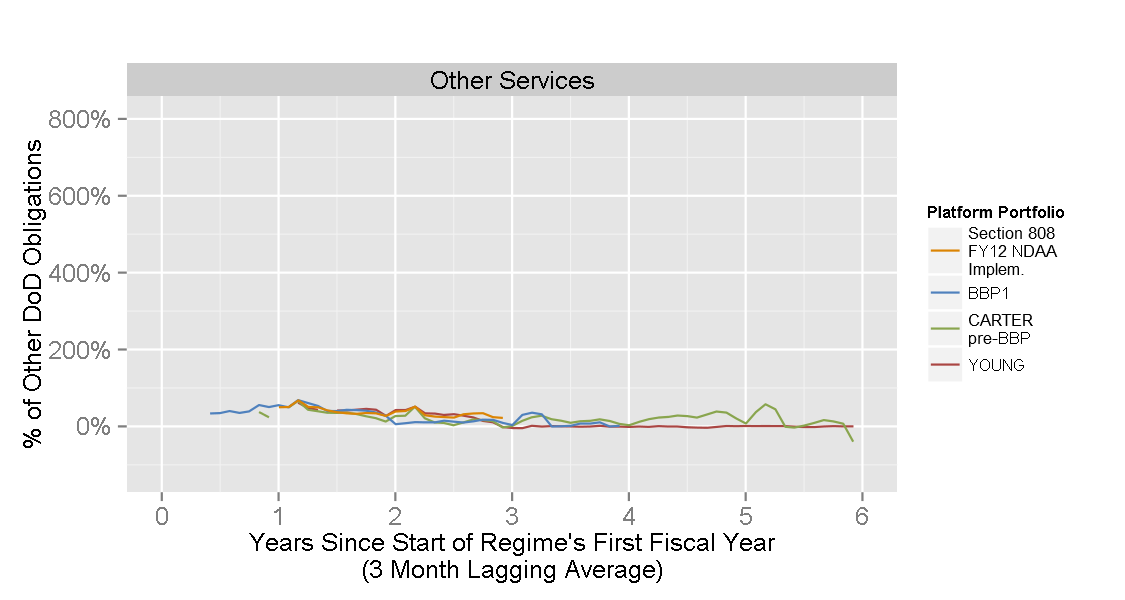 Other Services
800%
600%
400%
200%
0%
% of Other DoD Obligations
0 1 2 3 4 5 6
Years Since Start of Regime's First Fiscal Year
(3 Month Lagging Average)
Platform Portfolio
Section 808
FY12 NDAA
Implem.
BBP1
CARTER
pre-BBP
YOUNG